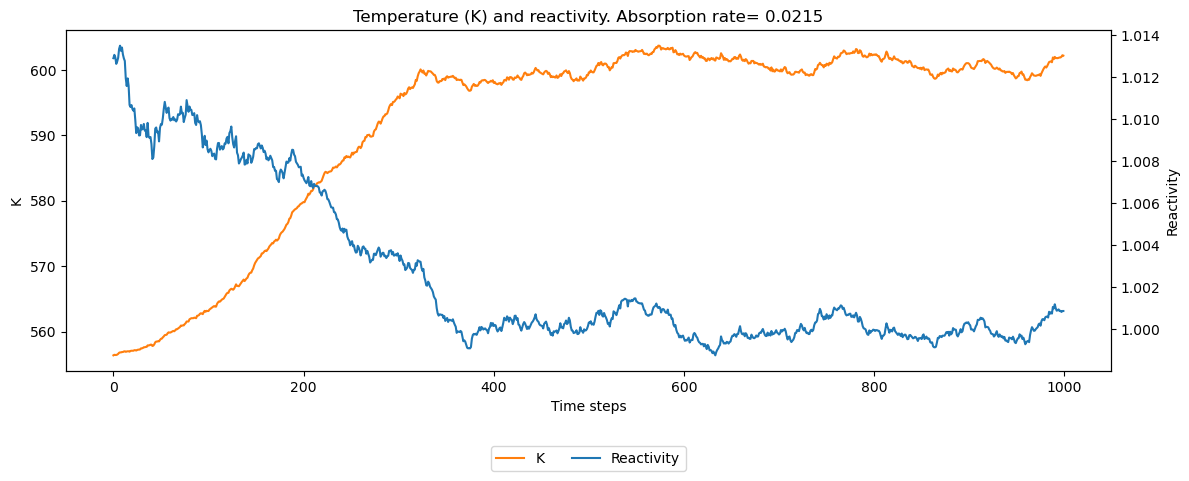 Temperature (K) and reactivity. Absorption rate= 0.0215
K
600
590
580
570
560
1.014
1.012
1.010
1.008
1.006
1.004
1.002
1.000
Reactivity
0 200 400 600 800 1000
Time steps
K Reactivity